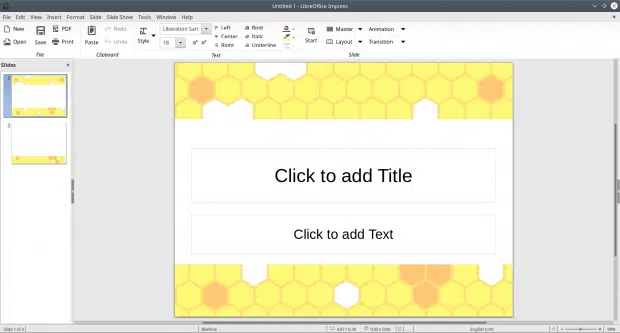 Untitled 1 - LibreOffice Impress
File Edit View Insert Format Slide Slide Show Tools Window Help
New PDF Redo Liberation San Left Bold Master Animation
Center Italic
Open Save Print Paste Undo Style 18 Right Underline Start Layout Transition
File Clipboard Text Slide
Slides
1
2
Click to add Title
Click to add Text
Slide 1 of 2 Beehive English (US) 98%